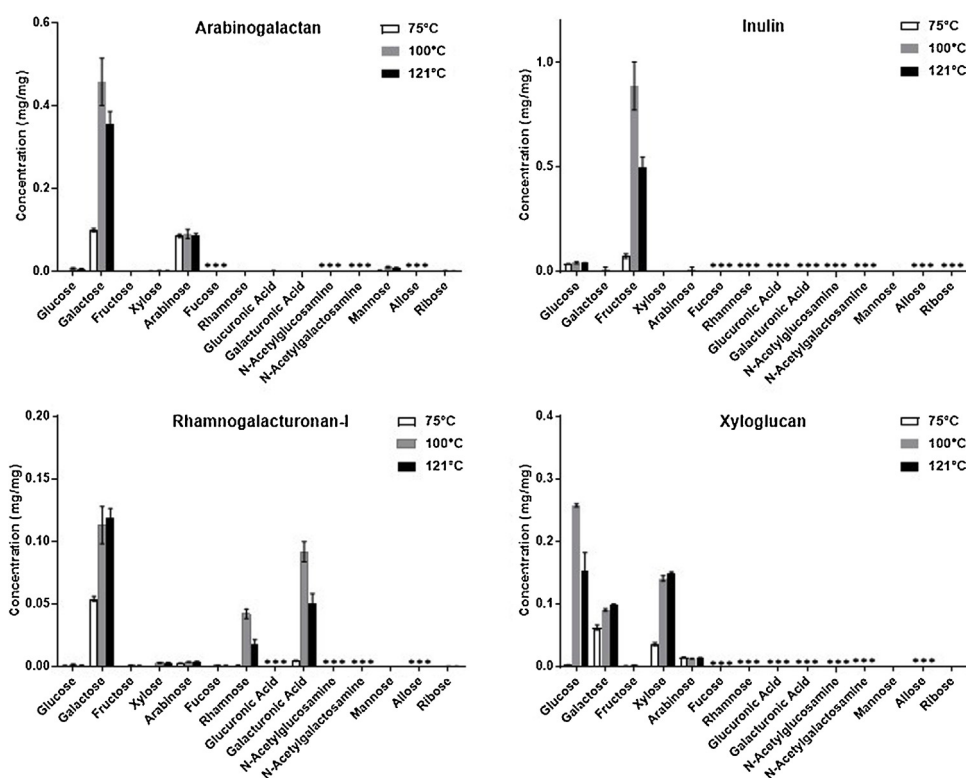 Arabinogalactan
75°C
100°C
121°C
Concentration (mg/mg)
0.6
0.4
0.2
0.0
Glucose
Galactose
Fructose
Xylose
Arabinose
Fucose
Rhamnose
Glucuronic Acid
Galacturonic Acid
N-Acetylglucosamine
N-Acetylgalactosamine
Mannose
Allose
Ribose
*** *** *** ***
Inulin
75°C
100°C
121°C
Concentration (mg/mg)
1.0
0.5
0.0
Glucose
Galactose
Fructose
Xylose
Arabinose
Fucose
Rhamnose
Glucuronic Acid
Galacturonic Acid
N-Acetylglucosamine
N-Acetylgalactosamine
Mannose
Allose
Ribose
*** *** *** *** *** *** *** ***
Rhamnogalacturonan-I
75°C
100°C
121°C
Concentration (mg/mg)
0.20
0.15
0.10
0.05
0.00
Glucose
Galactose
Fructose
Xylose
Arabinose
Fucose
Rhamnose
Glucuronic Acid
Galacturonic Acid
N-Acetylglucosamine
N-Acetylgalactosamine
Mannose
Allose
Ribose
*** *** *** ***
Xyloglucan
75°C
100°C
121°C
Concentration (mg/mg)
0.4
0.3
0.2
0.1
0.0
Glucose
Galactose
Fructose
Xylose
Arabinose
Fucose
Rhamnose
Glucuronic Acid
Galacturonic Acid
N-Acetylglucosamine
N-Acetylgalactosamine
Mannose
Allose
Ribose
*** *** *** *** *** *** ***